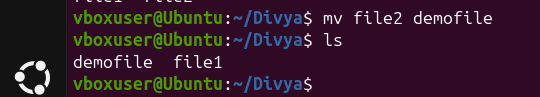 vboxuser@Ubuntu:~/Divya$ mv file2 demofile
vboxuser@Ubuntu:~/Divya$ ls
demofile  file1
vboxuser@Ubuntu:~/Divya$